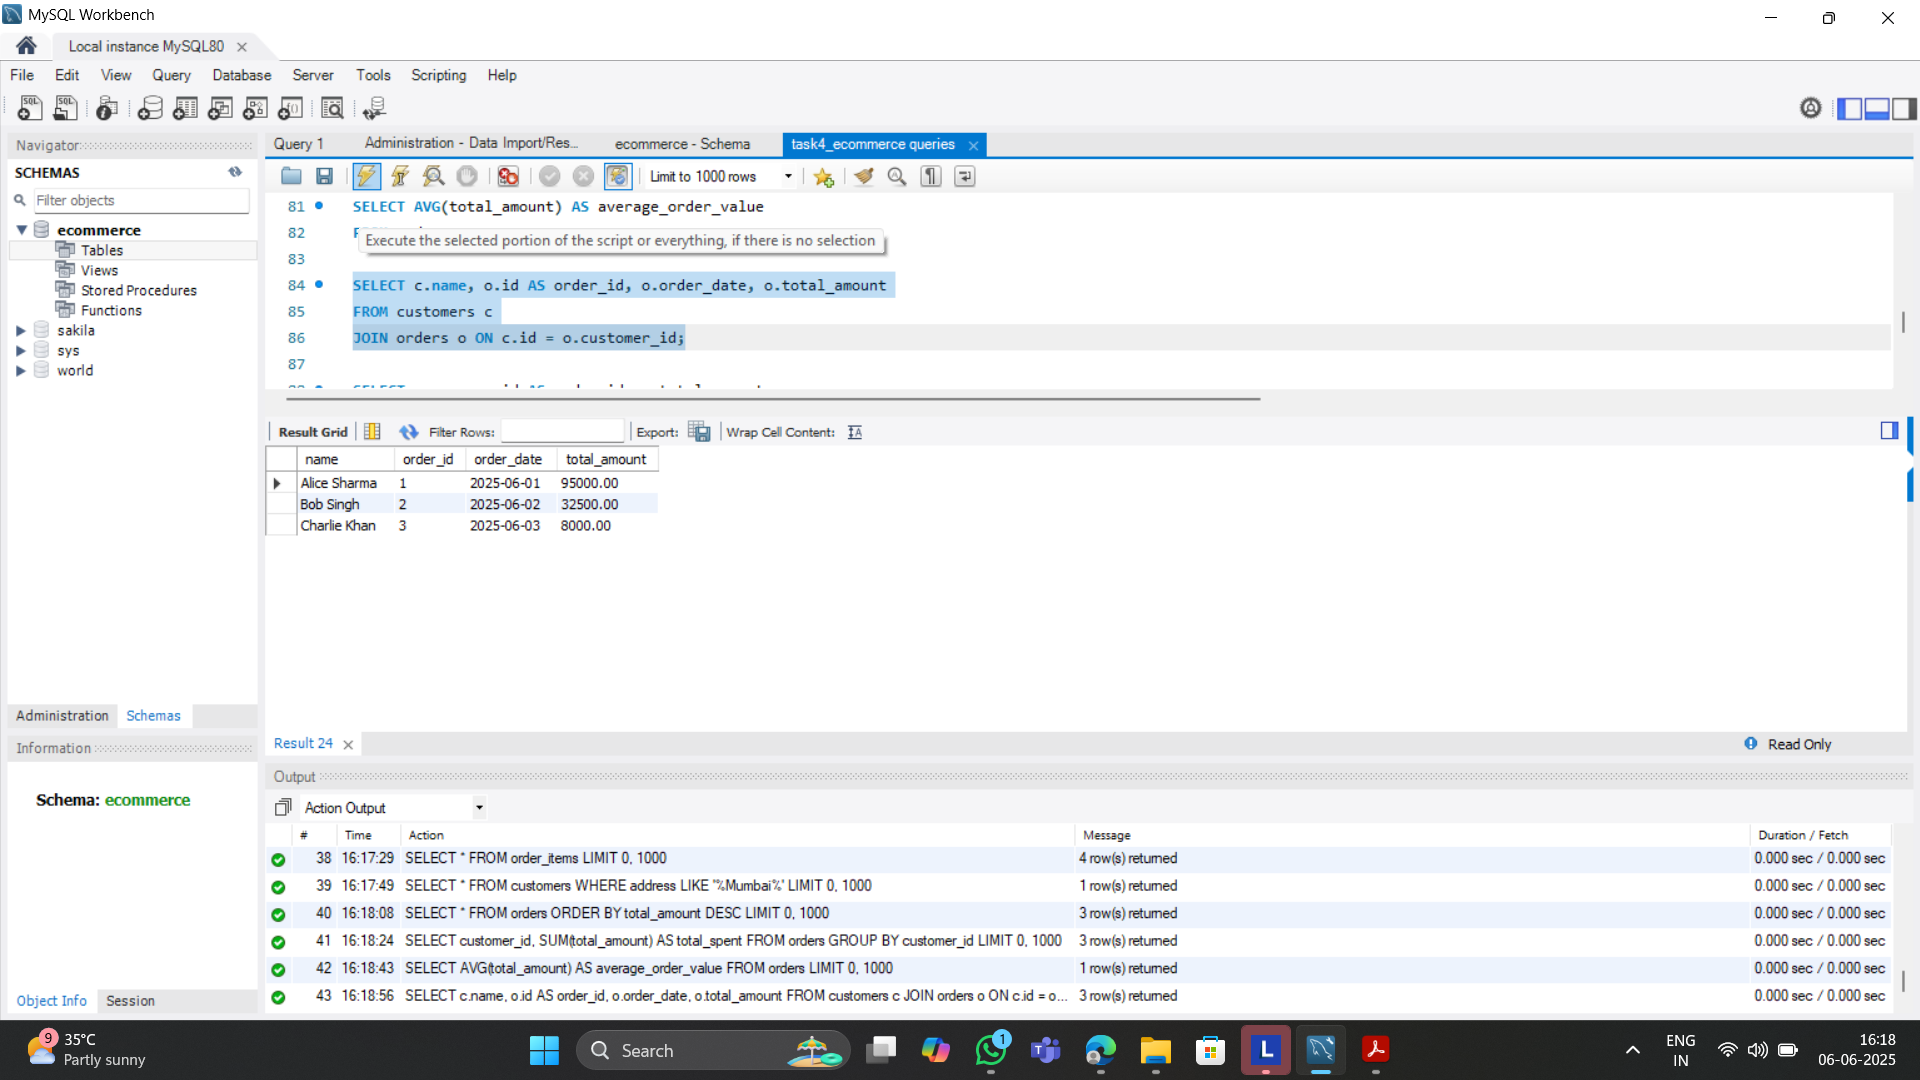 MySQL Workbench
Local instance MySQL80
File Edit View Query Database Server Tools Scripting Help
Navigator
SCHEMAS
Filter objects
ecommerce
Tables
Views
Stored Procedures
Functions
sakila
sys
world
Administration Schemas
Information
Schema: ecommerce
Object Info Session
Query 1 Administration - Data Import/Res... ecommerce - Schema task4_ecommerce queries
Limit to 1000 rows
81 SELECT AVG(total_amount) AS average_order_value
82
Execute the selected portion of the script or everything, if there is no selection
83
84 SELECT c.name, o.id AS order_id, o.order_date, o.total_amount
85 FROM customers c
86 JOIN orders o ON c.id = o.customer_id;
87
Result Grid Filter Rows: Export: Wrap Cell Content:
name order_id order_date total_amount
Alice Sharma 1 2025-06-01 95000.00
Bob Singh 2 2025-06-02 32500.00
Charlie Khan 3 2025-06-03 8000.00
Result 24 Read Only
Output
Action Output
# Time Action Message Duration / Fetch
38 16:17:29 SELECT * FROM order_items LIMIT 0, 1000 4 row(s) returned 0.000 sec / 0.000 sec
39 16:17:49 SELECT * FROM customers WHERE address LIKE '%Mumbai%' LIMIT 0, 1000 1 row(s) returned 0.000 sec / 0.000 sec
40 16:18:08 SELECT * FROM orders ORDER BY total_amount DESC LIMIT 0, 1000 3 row(s) returned 0.000 sec / 0.000 sec
41 16:18:24 SELECT customer_id, SUM(total_amount) AS total_spent FROM orders GROUP BY customer_id LIMIT 0, 1000 3 row(s) returned 0.000 sec / 0.000 sec
42 16:18:43 SELECT AVG(total_amount) AS average_order_value FROM orders LIMIT 0, 1000 1 row(s) returned 0.000 sec / 0.000 sec
43 16:18:56 SELECT c.name, o.id AS order_id, o.order_date, o.total_amount FROM customers c JOIN orders o ON c.id = o... 3 row(s) returned 0.000 sec / 0.000 sec
9 35°C
Partly sunny
Search
1
L
ENG
IN
16:18
06-06-2025